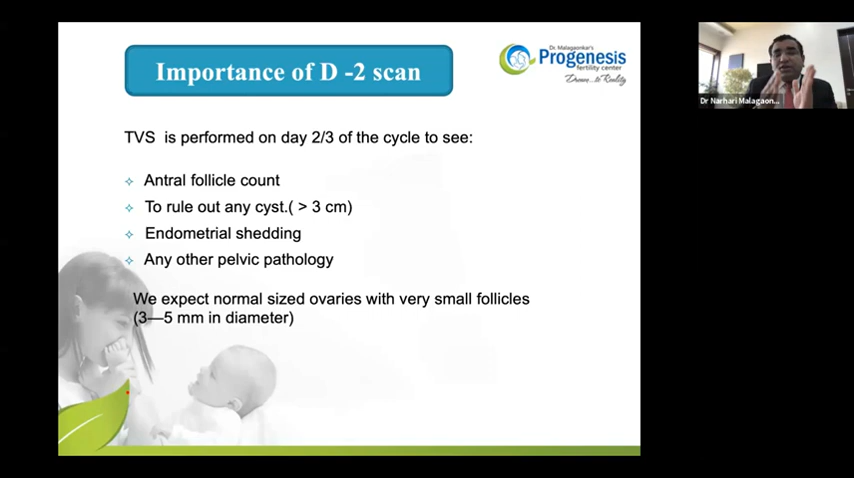 Importance of D -2 scan
Dr. Malagaonkar's
Progenesis
fertility center
Dream...to Reality
Dr Narhari Malagaon...
TVS is performed on day 2/3 of the cycle to see:
Antral follicle count
To rule out any cyst.( > 3 cm)
Endometrial shedding
Any other pelvic pathology
We expect normal sized ovaries with very small follicles
(3—5 mm in diameter)